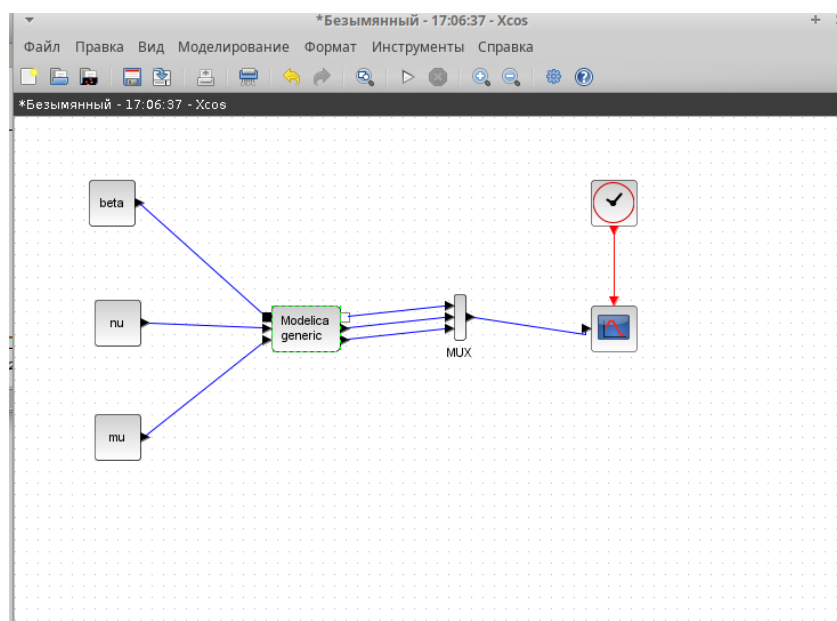 *Безымянный - 17:06:37 - Xcos
Файл Правка Вид Моделирование Формат Инструменты Справка
*Безымянный - 17:06:37 - Xcos
beta
nu
Modelica
generic
MUX
mu